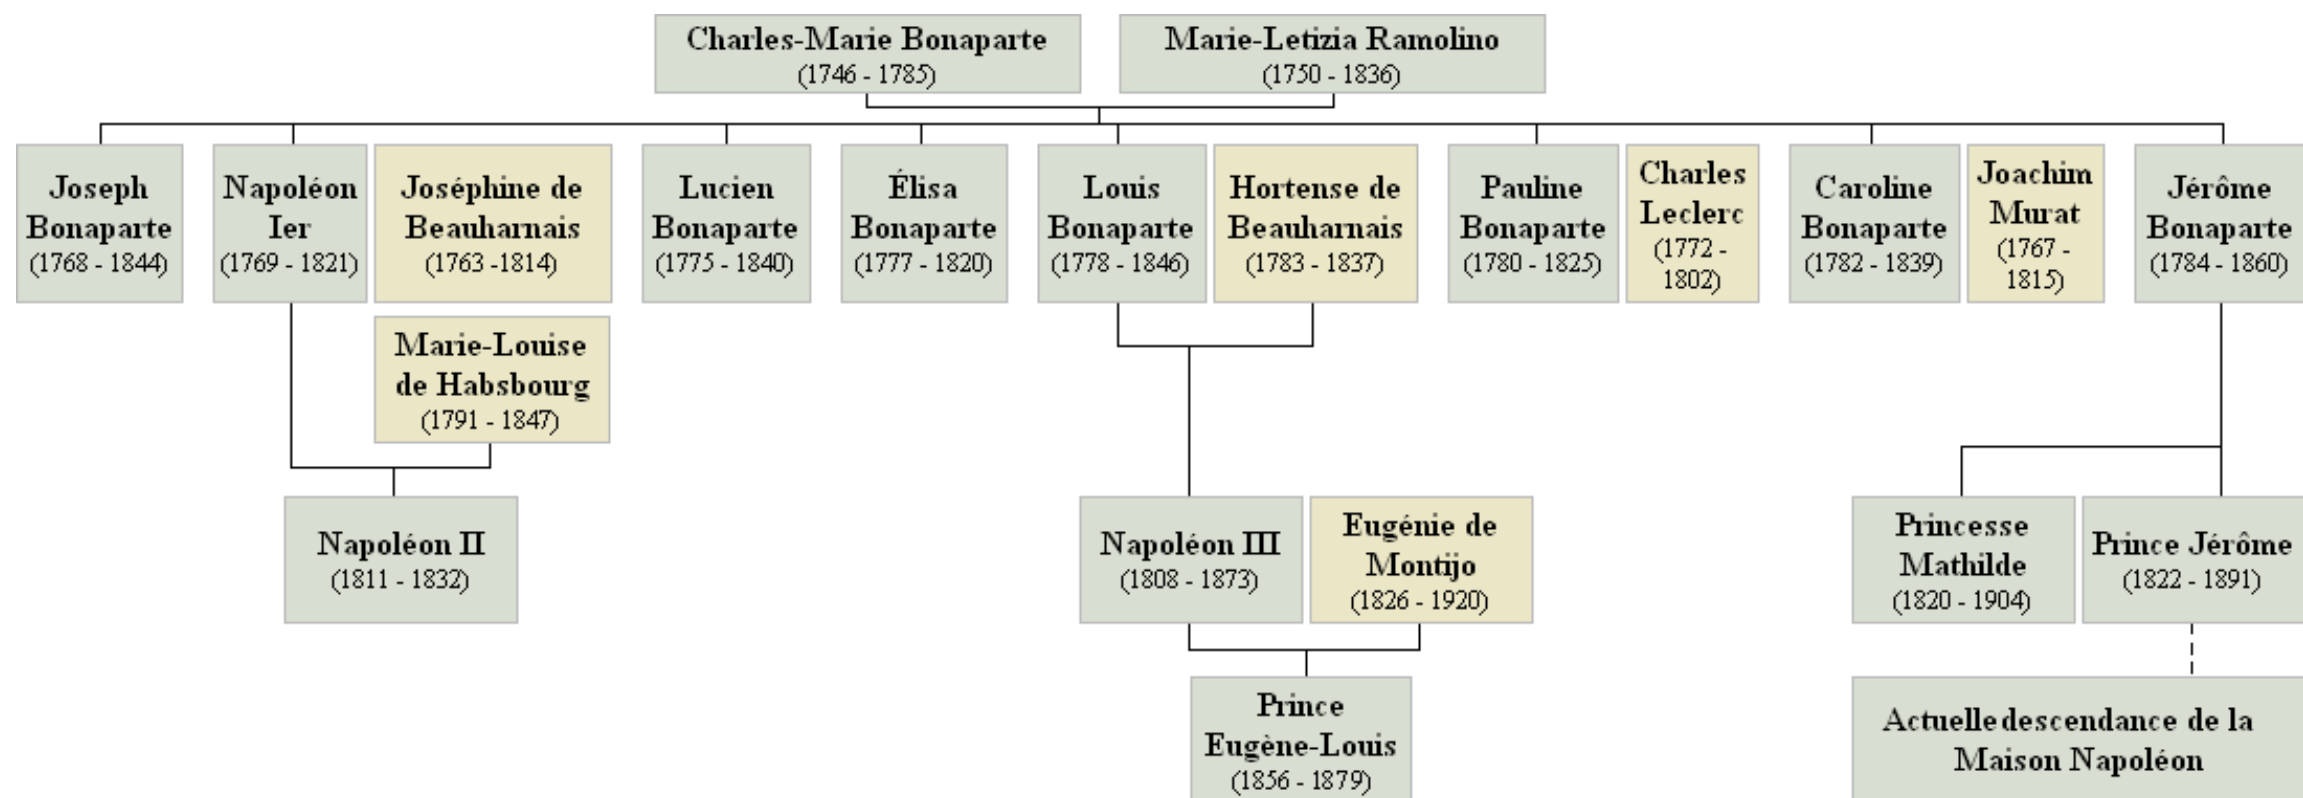 Charles-Marie Bonaparte
(1746 - 1785)
Marie-Letizia Ramolino
(1750 - 1836)
Joseph
Bonaparte
(1768 - 1844)
Napoléon
Ier
(1769 - 1821)
Joséphine de
Beauharnais
(1763 -1814)
Lucien
Bonaparte
(1775 - 1840)
Élisa
Bonaparte
(1777 - 1820)
Louis
Bonaparte
(1778 - 1846)
Hortense de
Beauharnais
(1783 - 1837)
Pauline
Bonaparte
(1780 - 1825)
Charles
Leclerc
(1772 -
1802)
Caroline
Bonaparte
(1782 - 1839)
Joachim
Murat
(1767 -
1815)
Jérôme
Bonaparte
(1784 - 1860)
Marie-Louise
de Habsbourg
(1791 - 1847)
Napoléon II
(1811 - 1832)
Napoléon III
(1808 - 1873)
Eugénie de
Montijo
(1826 - 1920)
Princesse
Mathilde
(1820 - 1904)
Prince Jérôme
(1822 - 1891)
Prince
Eugène-Louis
(1856 - 1879)
Actuelle descendance de la
Maison Napoléon